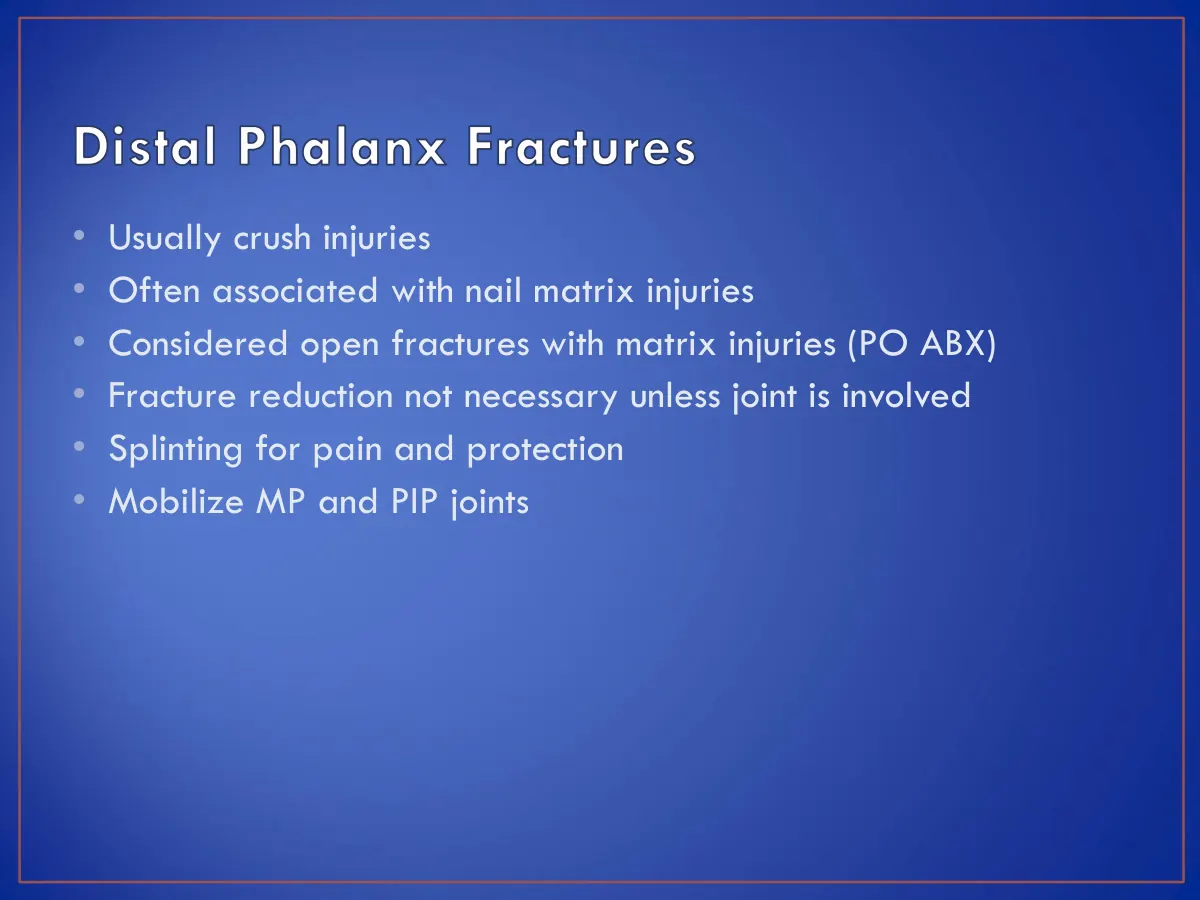 Distal Phalanx Fractures
• Usually crush injuries
• Often associated with nail matrix injuries
• Considered open fractures with matrix injuries (PO ABX)
• Fracture reduction not necessary unless joint is involved
• Splinting for pain and protection
• Mobilize MP and PIP joints